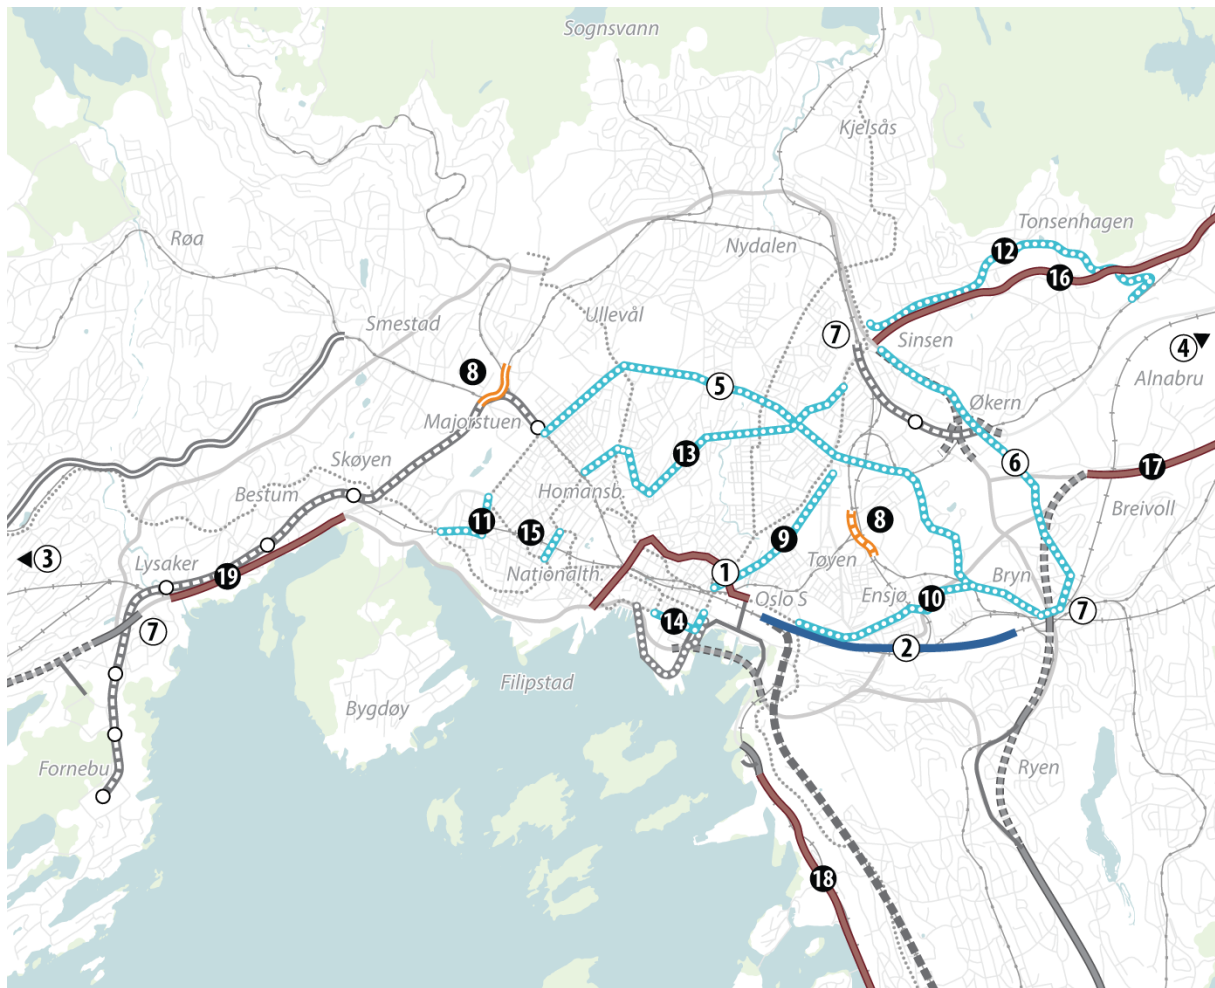 Sognsvann
Kjelsås
Tonsenhagen
Røa
Nydalen
12
16
Smestad
Ullevål
7
Sinsen
4
Alnabru
8
5
Økern
Majorstuen
13
6
17
Skøyen
Homansb.
Breivoll
Bestum
11
15
9
8
3
Lysaker
19
Nationalth.
1
Tøyen
Bryn
Oslo S
Ensjø
10
7
7
14
2
Filipstad
Bygdøy
Fornebu
Ryen
18